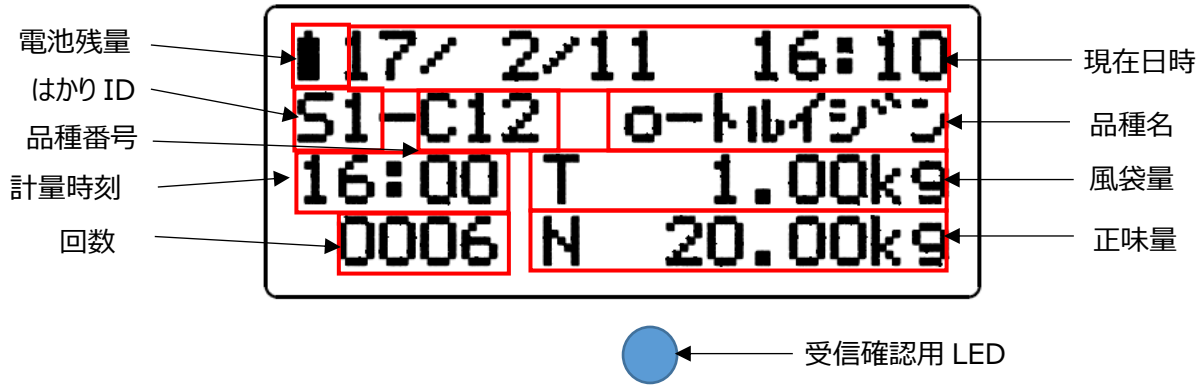 電池残量
はかり ID
品種番号
計量時刻
回数
17/ 2/11 16:10
S1-C12 ロートルイジン
16:00 T 1.00kg
0006 N 20.00kg
現在日時
品種名
風袋量
正味量
受信確認用 LED